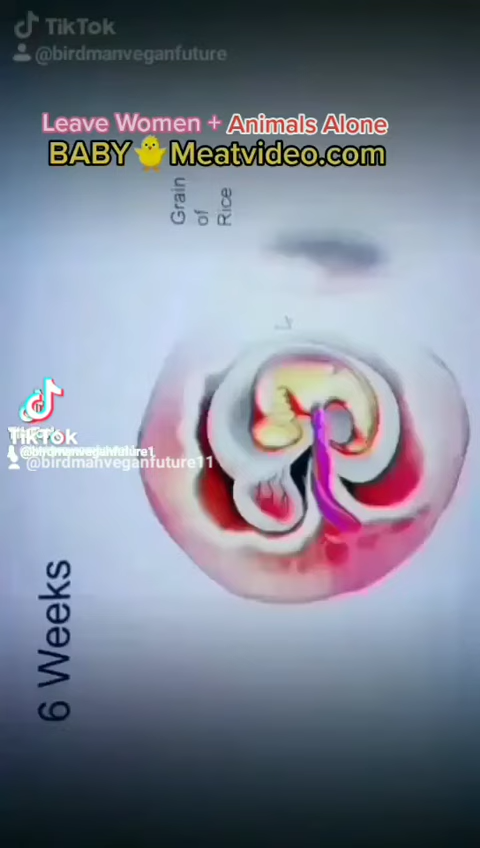 TikTok
@birdmanveganfuture
Leave Women + Animals Alone
BABY🐥Meatvideo.com
Grain
of
Rice
TikTok
@birdmanveganfuture11
6 Weeks